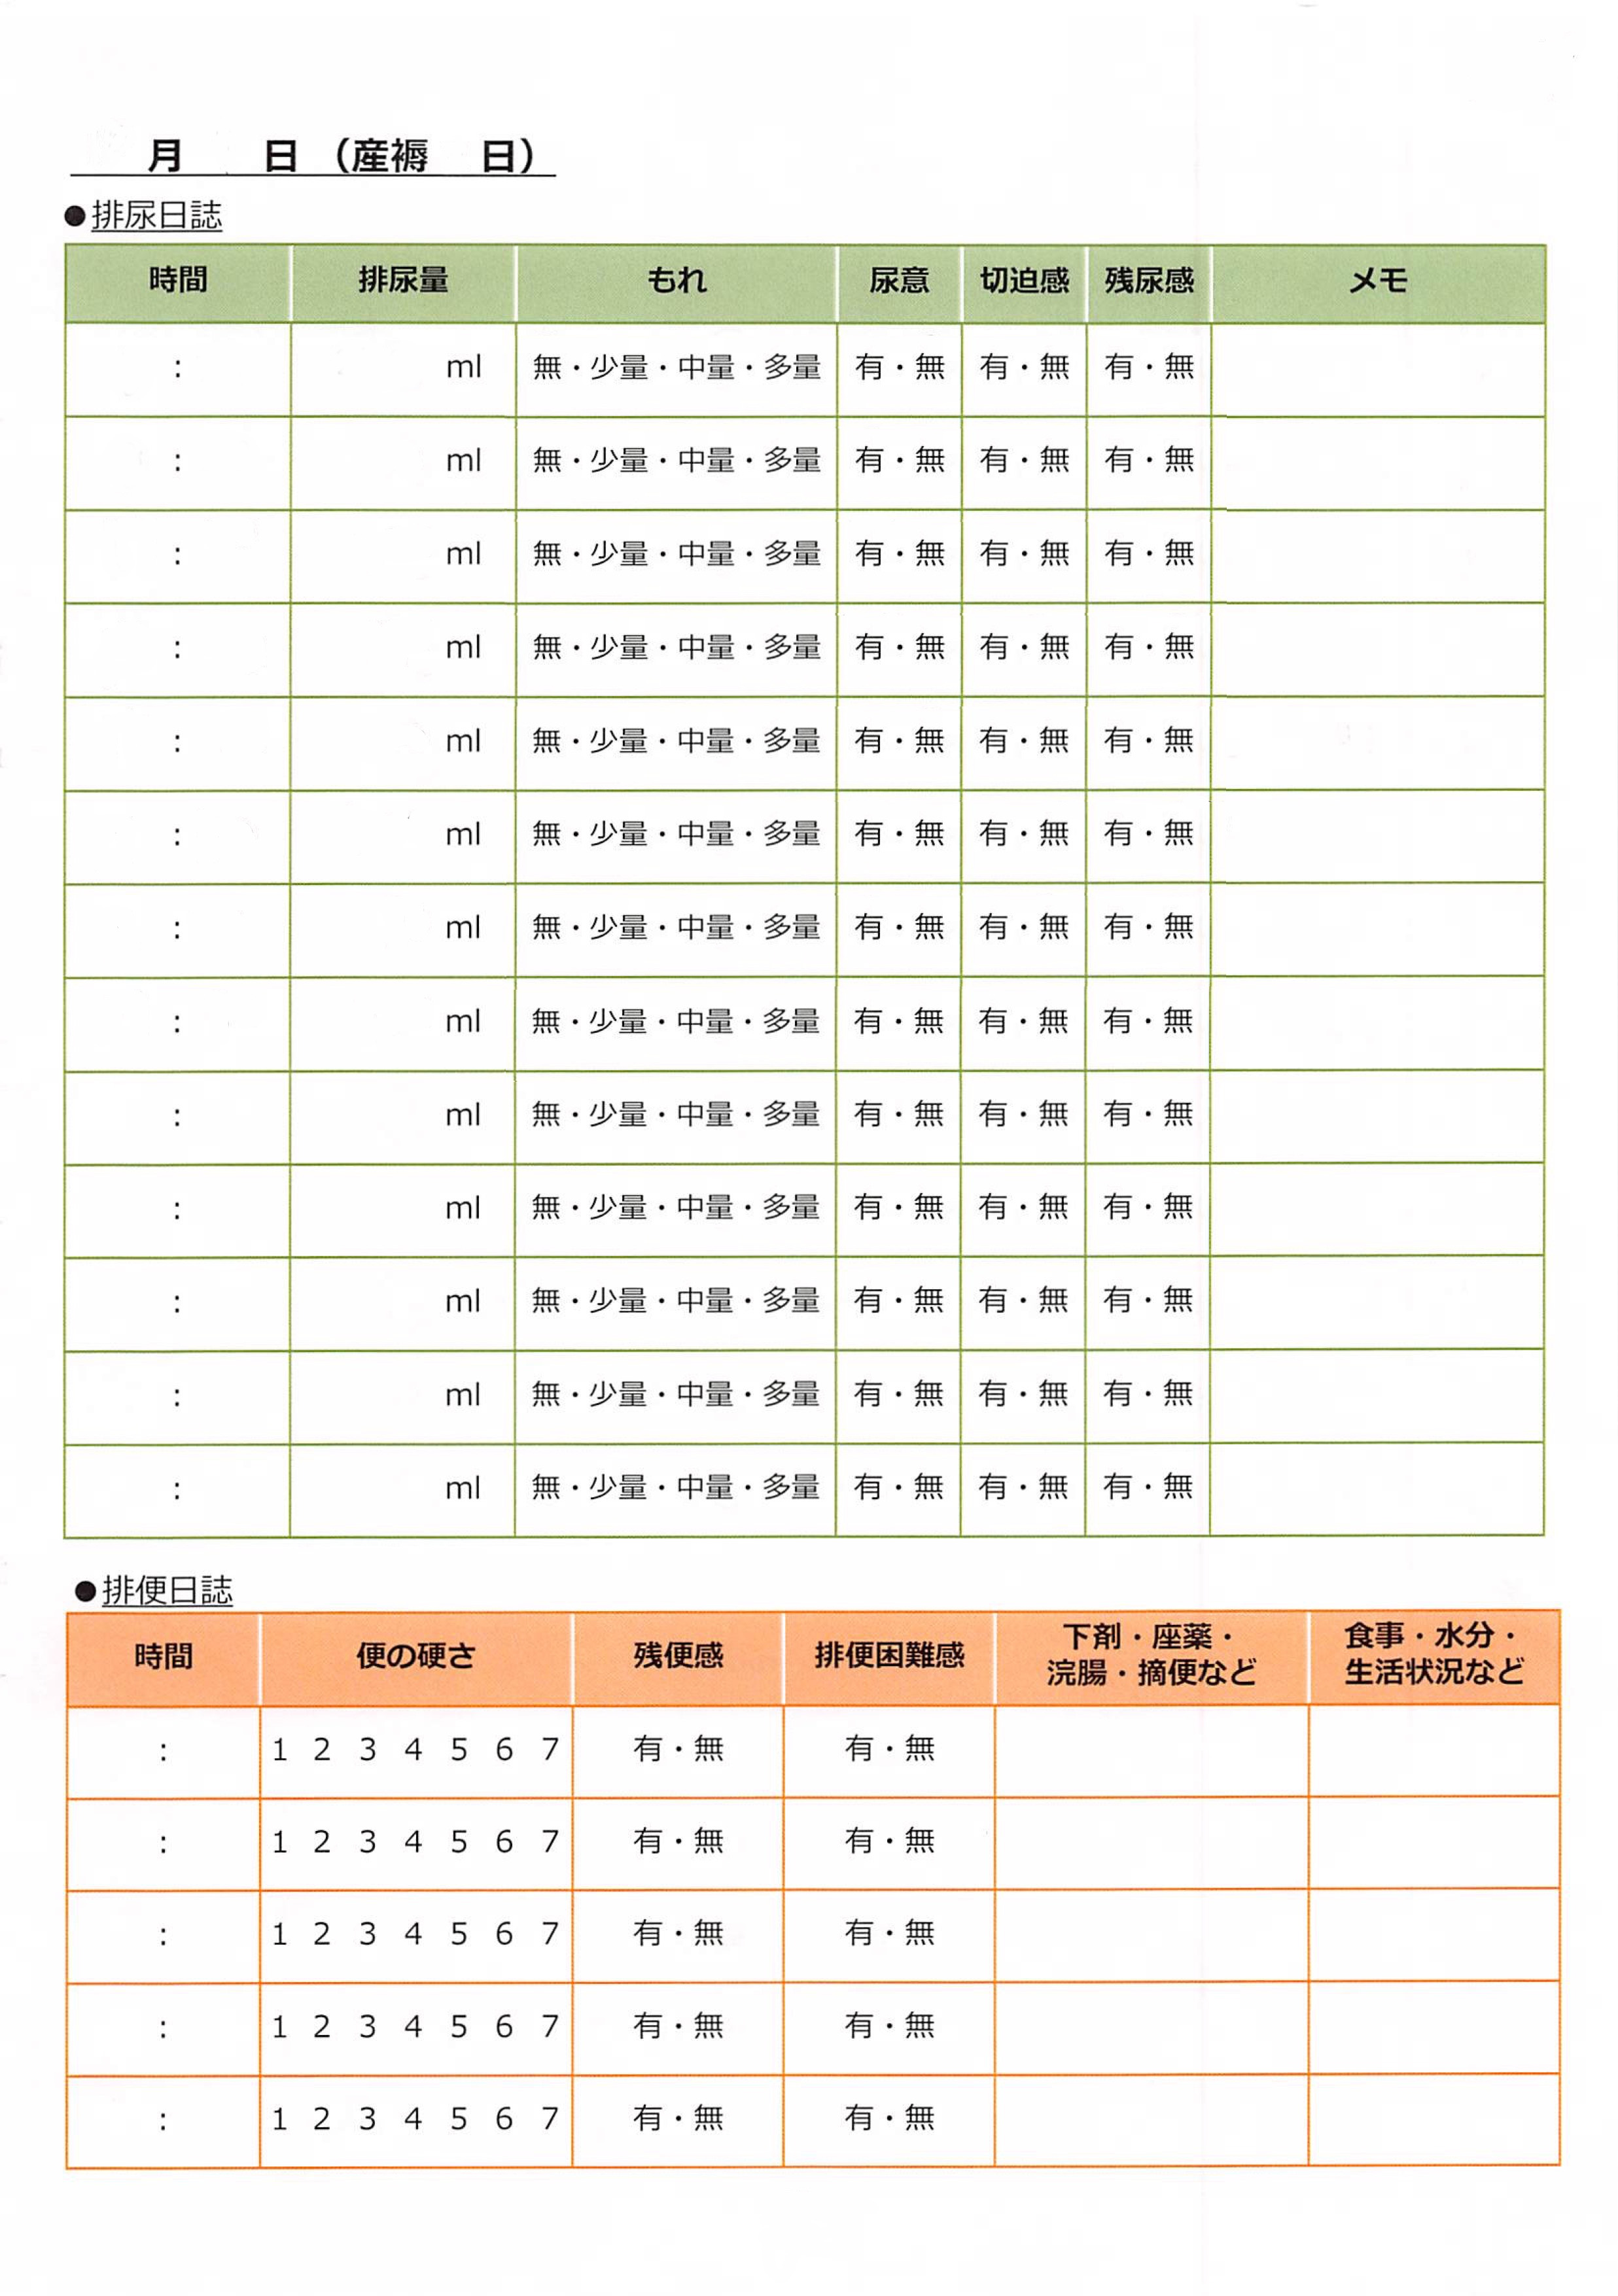 月　日（産褥　日）
●排尿日誌
時間　排尿量　もれ　尿意　切迫感　残尿感　メモ
:　ml　無・少量・中量・多量　有・無　有・無　有・無
:　ml　無・少量・中量・多量　有・無　有・無　有・無
:　ml　無・少量・中量・多量　有・無　有・無　有・無
:　ml　無・少量・中量・多量　有・無　有・無　有・無
:　ml　無・少量・中量・多量　有・無　有・無　有・無
:　ml　無・少量・中量・多量　有・無　有・無　有・無
:　ml　無・少量・中量・多量　有・無　有・無　有・無
:　ml　無・少量・中量・多量　有・無　有・無　有・無
:　ml　無・少量・中量・多量　有・無　有・無　有・無
:　ml　無・少量・中量・多量　有・無　有・無　有・無
:　ml　無・少量・中量・多量　有・無　有・無　有・無
:　ml　無・少量・中量・多量　有・無　有・無　有・無
:　ml　無・少量・中量・多量　有・無　有・無　有・無
●排便日誌
時間　便の硬さ　残便感　排便困難感　下剤・座薬・　食事・水分・
浣腸・摘便など　生活状況など
:　1 2 3 4 5 6 7　有・無　有・無
:　1 2 3 4 5 6 7　有・無　有・無
:　1 2 3 4 5 6 7　有・無　有・無
:　1 2 3 4 5 6 7　有・無　有・無
:　1 2 3 4 5 6 7　有・無　有・無